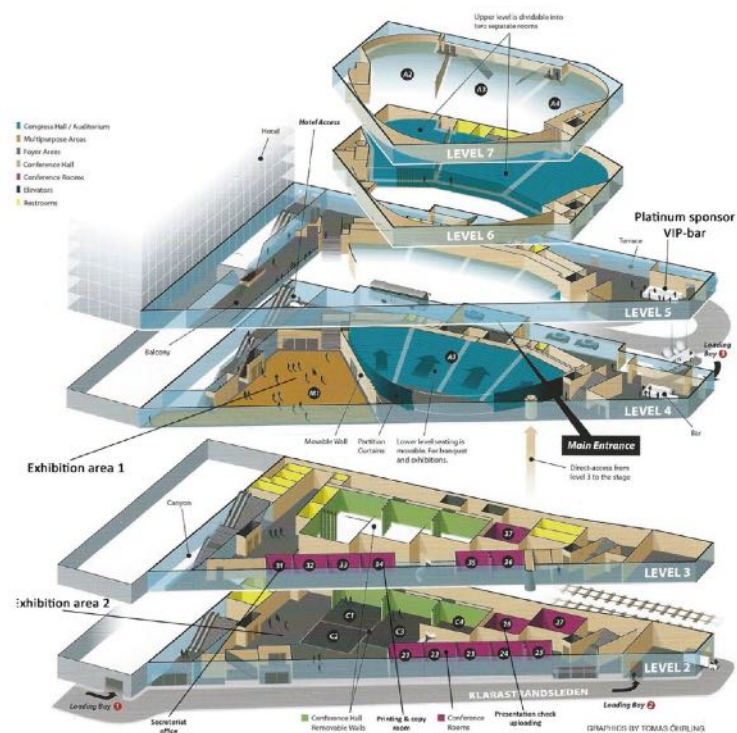 Upper level is dividable into
two separate rooms
A2
A3
A4
Congress Hall / Auditorium
Multipurpose Areas
Foyer Areas
Conference Hall
Conference Rooms
Elevators
Restrooms
Hotel
Hotel Access
LEVEL 7
LEVEL 6
Platinum sponsor
VIP-bar
Terrace
LEVEL 5
Balcony
Loading
Bay 3
A1
M1
LEVEL 4
Movable Wall
Partition
Curtains
Lower level seating is
movable. For banquet
and exhibitions.
Main Entrance
Bar
Exhibition area 1
Direct-access from
level 3 to the stage
Canyon
37
31
32
33
34
35
36
LEVEL 3
Exhibition area 2
C1
C2
C3
C4
26
27
21
22
23
24
25
LEVEL 2
KLARASTRANDSLEDEN
Loading Bay 1
Loading Bay 2
Secretariat
office
Conference Hall
Removable Walls
Printing & copy
room
Conference
Rooms
Presentation check
uploading
GRAPHICS BY TOMAS ÖHRLING